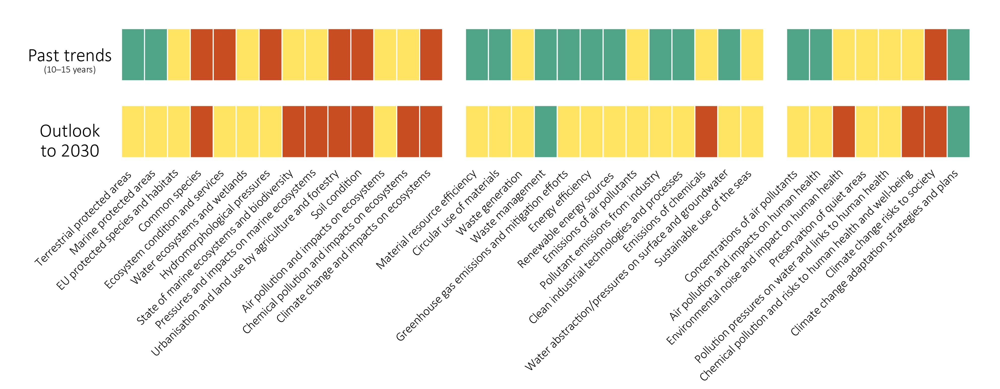 Past trends
(10–15 years)
Outlook
to 2030
Terrestrial protected areas
Marine protected areas
EU protected species and habitats
Common species
Ecosystem condition and services
Water ecosystems and wetlands
Hydromorphological pressures
State of marine ecosystems and biodiversity
Pressures and impacts on marine ecosystems
Urbanisation and land use by agriculture and forestry
Soil condition
Air pollution and impacts on ecosystems
Chemical pollution and impacts on ecosystems
Climate change and impacts on ecosystems
Material resource efficiency
Circular use of materials
Waste generation
Waste management
Greenhouse gas emissions and mitigation efforts
Energy efficiency
Renewable energy sources
Emissions of air pollutants
Pollutant emissions from industry
Clean industrial technologies and processes
Emissions of chemicals
Water abstraction/pressures on surface and groundwater
Sustainable use of the seas
Concentrations of air pollutants
Air pollution and impacts on human health
Environmental noise and impact on human health
Preservation of quiet areas
Pollution pressures on water and links to human health
Chemical pollution and risks to human health and well-being
Climate change risks to society
Climate change adaptation strategies and plans